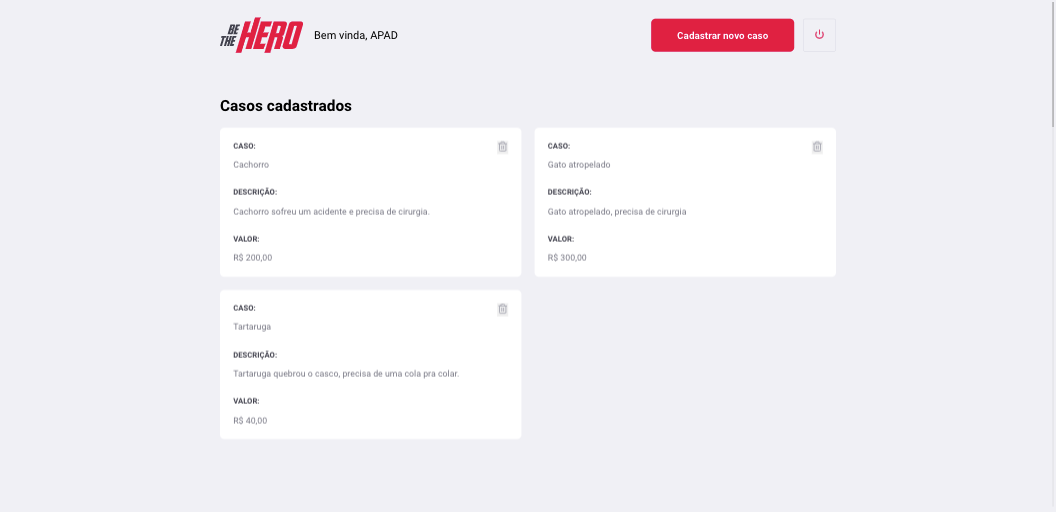 BE THE HERO
Bem vinda, APAD
Cadastrar novo caso
Casos cadastrados
CASO:
Cachorro
DESCRIÇÃO:
Cachorro sofreu um acidente e precisa de cirurgia.
VALOR:
R$ 200,00
CASO:
Gato atropelado
DESCRIÇÃO:
Gato atropelado, precisa de cirurgia
VALOR:
R$ 300,00
CASO:
Tartaruga
DESCRIÇÃO:
Tartaruga quebrou o casco, precisa de uma cola pra colar.
VALOR:
R$ 40,00